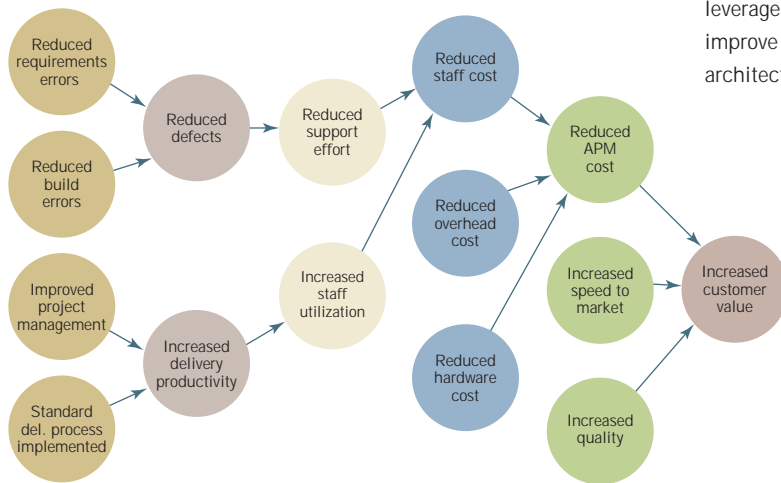 leverage
improve
architect
Reduced
requirements
errors
Reduced
build
errors
Improved
project
management
Standard
del. process
implemented
Reduced
defects
Increased
delivery
productivity
Reduced
support
effort
Increased
staff
utilization
Reduced
staff cost
Reduced
overhead
cost
Reduced
hardware
cost
Reduced
APM
cost
Increased
speed to
market
Increased
quality
Increased
customer
value